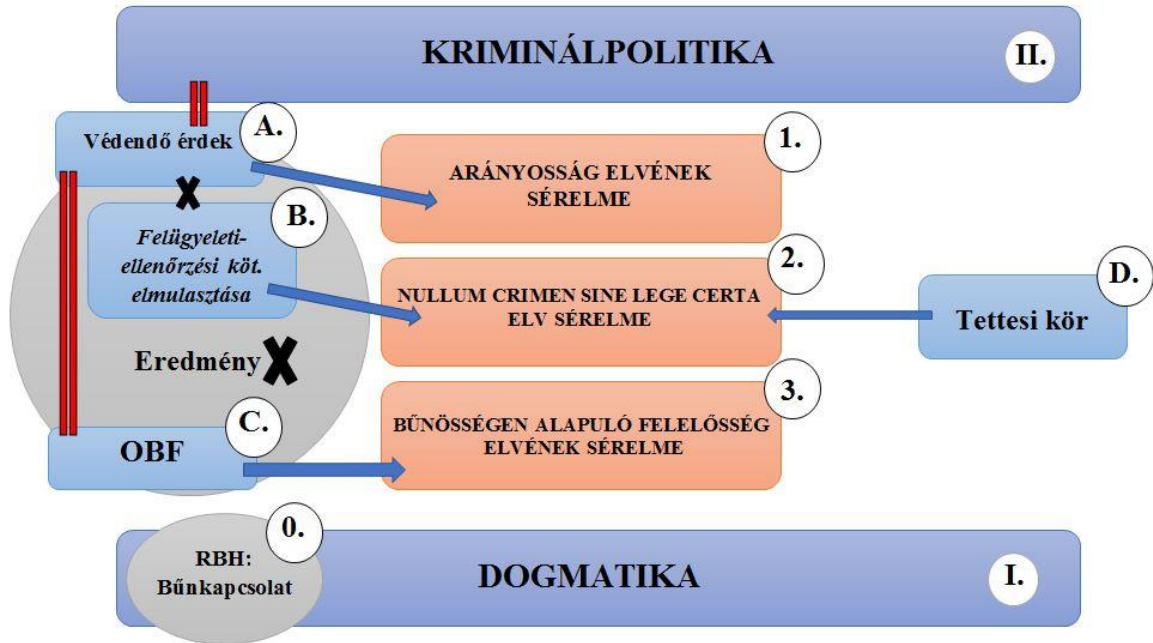 KRIMINÁLPOLITIKA
II.
Védendő érdek
A.
ARÁNYOSSÁG ELVÉNEK
SÉRELME
1.
Felügyeleti-
ellenőrzési köt.
elmulasztása
B.
NULLUM CRIMEN SINE LEGE CERTA
ELV SÉRELME
2.
Tettesi kör
D.
Eredmény
BŰNÖSSÉGEN ALAPULÓ FELELŐSSÉG
ELVÉNEK SÉRELME
3.
OBF
C.
RBH:
Bűnkapcsolat
0.
DOGMATIKA
I.